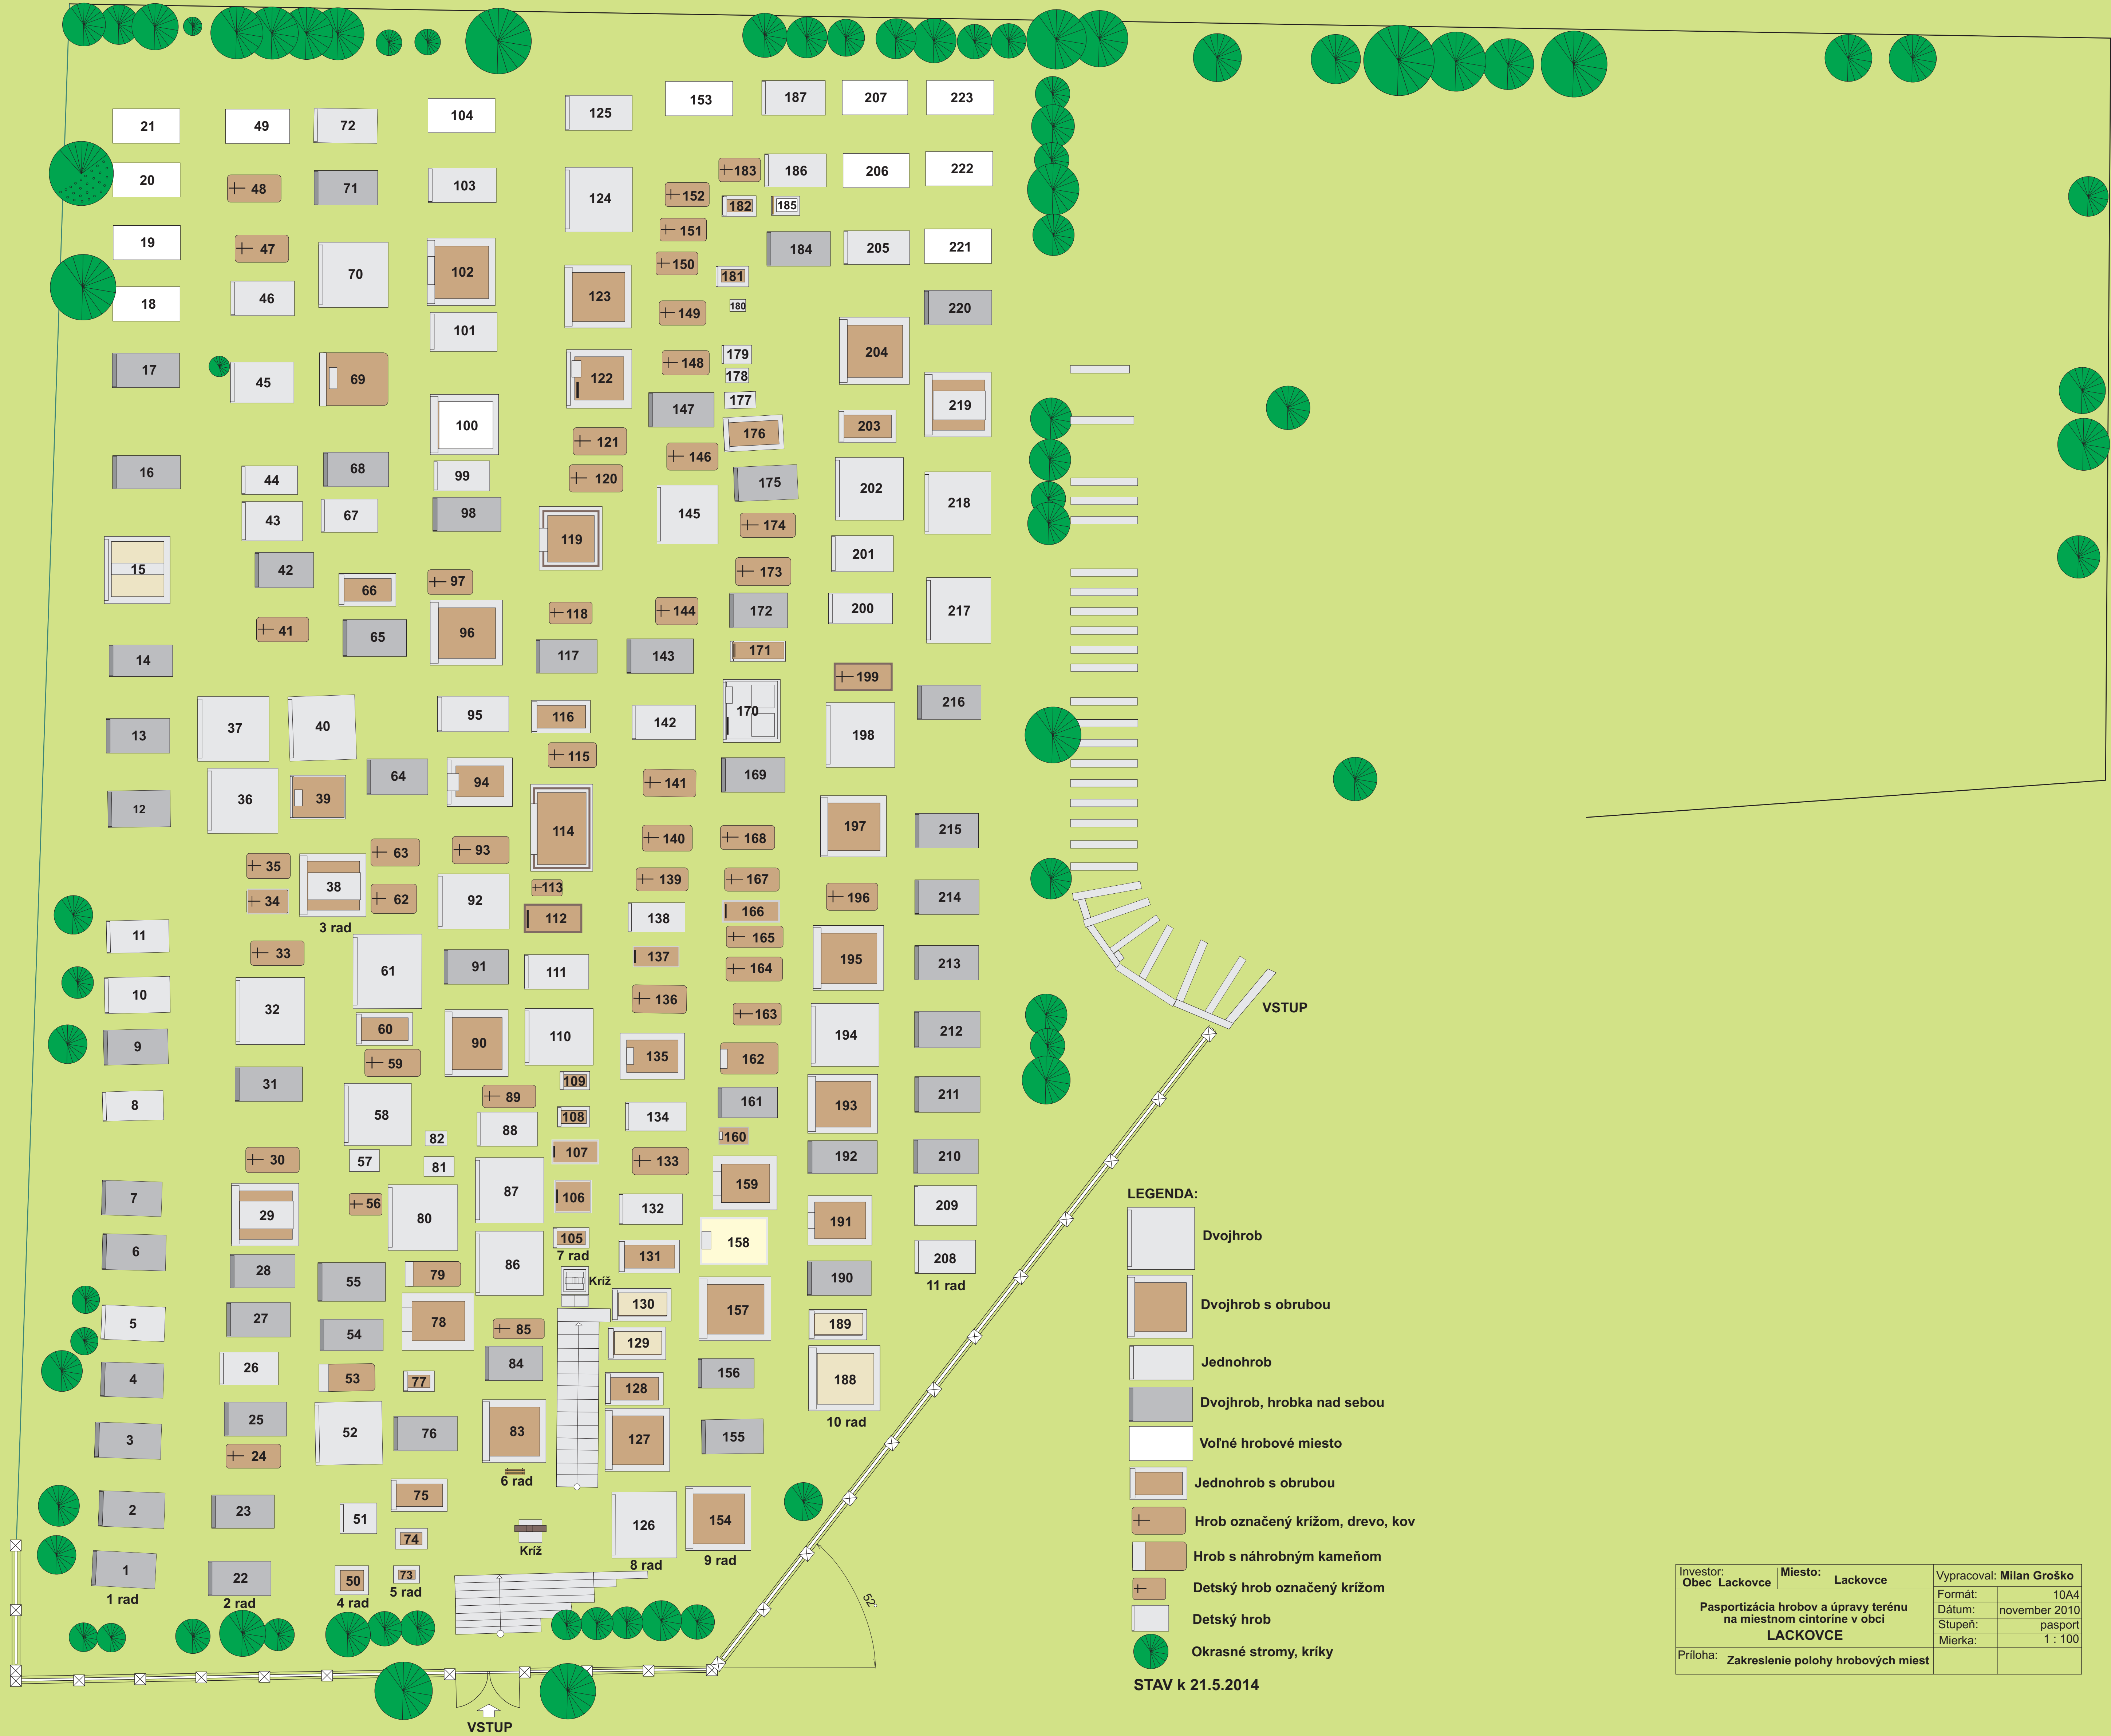 21 49 72 104 125 153 187 207 223
20 48 71 103 124 152 183 186 206 222
182 185
19 47 70 102 123 151 150 181 184 205 221
18 46 101 149 180 220
17 45 69 122 148 179 178 204
100 147 177 219
121 146 176 203
16 44 68 99 120 175 202 218
43 67 98 145 174
15 42 66 97 119 173 201
41 65 96 118 144 172 200 217
14 117 143 171 199
13 37 40 95 116 142 170 198 216
12 36 39 64 94 115 141 169
35 63 93 114 140 168 197 215
34 38 62 92 113 139 167 196 214
3 rad
11 33 61 91 112 138 166 165
10 32 111 137 164 195 213
9 60 59 90 110 136 163 194 212
VSTUP
8 31 58 89 109 135 162 193 211
82 88 108 134 161
57 81 107 133 160 192 210
7 30 56 80 87 106 132 159 191 209
29 105
7 rad
6 28 55 79 86 131 158 190 208
11 rad
Kríž
5 27 54 78 85 130 129 157 189
4 26 53 77 84 128 156 188
10 rad
3 25 52 76 83 127 155
24
6 rad
2 23 51 75 74 126 154
Kríž
8 rad
9 rad
1 22 50 73
1 rad
2 rad
4 rad
5 rad
52°
VSTUP
LEGENDA:
Dvojhrob
Dvojhrob s obrubou
Jednohrob
Dvojhrob, hrobka nad sebou
Voľné hrobové miesto
Jednohrob s obrubou
Hrob označený krížom, drevo, kov
Hrob s náhrobným kameňom
Detský hrob označený krížom
Detský hrob
Okrasné stromy, kríky
STAV k 21.5.2014
Investor:
Obec Lackovce
Miesto:
Lackovce
Vypracoval: Milan Groško
Formát: 10A4
Pasportizácia hrobov a úpravy terénu
na miestnom cintoríne v obci
LACKOVCE
Dátum: november 2010
Stupeň: pasport
Mierka: 1 : 100
Príloha: Zakreslenie polohy hrobových miest